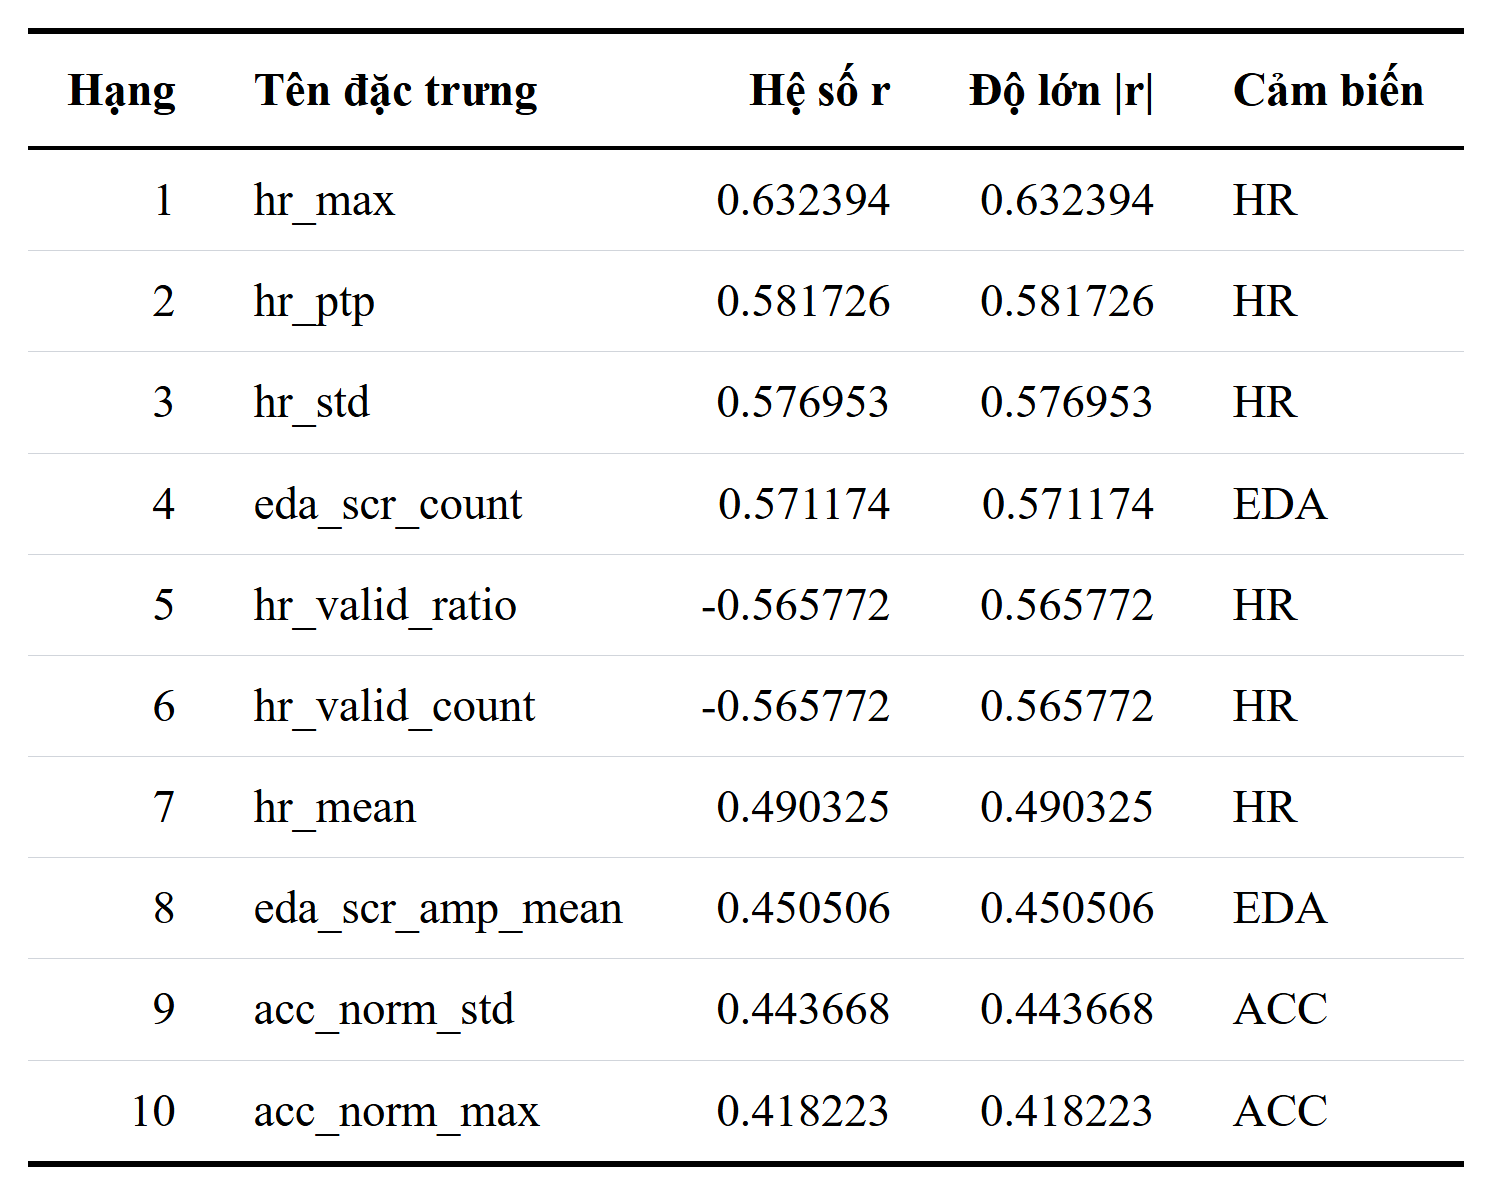 Hạng Tên đặc trưng Hệ số r Độ lớn |r| Cảm biến
1 hr_max 0.632394 0.632394 HR
2 hr_ptp 0.581726 0.581726 HR
3 hr_std 0.576953 0.576953 HR
4 eda_scr_count 0.571174 0.571174 EDA
5 hr_valid_ratio -0.565772 0.565772 HR
6 hr_valid_count -0.565772 0.565772 HR
7 hr_mean 0.490325 0.490325 HR
8 eda_scr_amp_mean 0.450506 0.450506 EDA
9 acc_norm_std 0.443668 0.443668 ACC
10 acc_norm_max 0.418223 0.418223 ACC